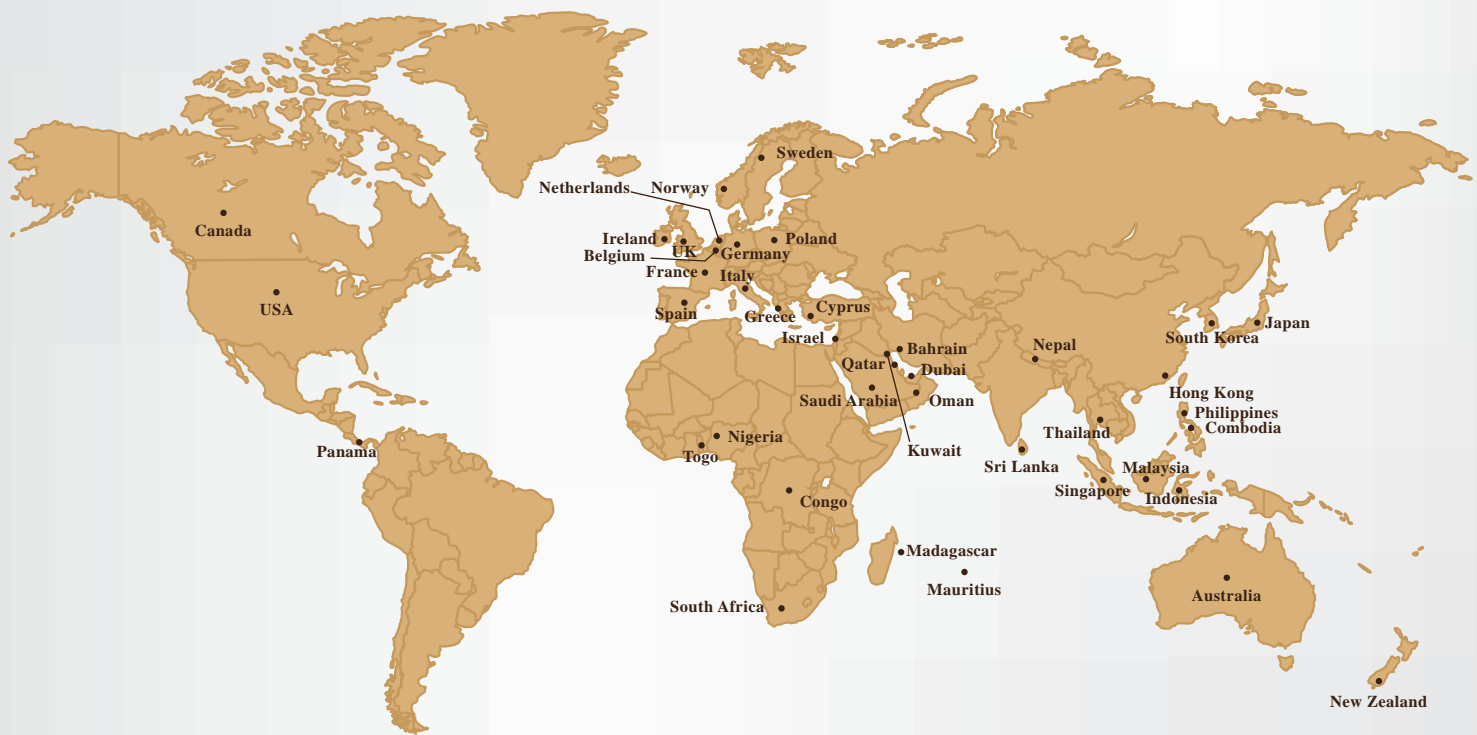 Sweden
Netherlands
Norway
Canada
Ireland
UK
Poland
Belgium
Germany
France
Italy
USA
Spain
Greece
Cyprus
Israel
Bahrain
Nepal
South Korea
Japan
Qatar
Dubai
Saudi Arabia
Oman
Hong Kong
Philippines
Combodia
Panama
Togo
Nigeria
Kuwait
Thailand
Sri Lanka
Malaysia
Singapore
Indonesia
Congo
Madagascar
Mauritius
South Africa
Australia
New Zealand